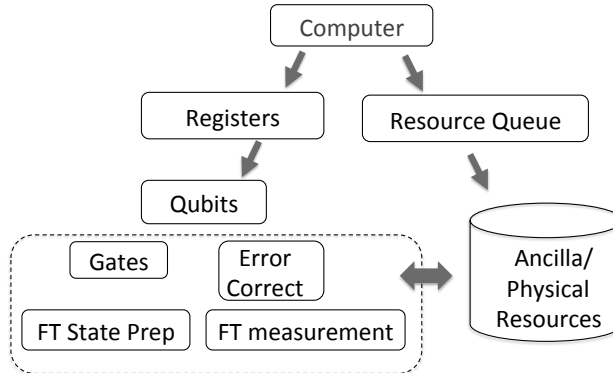 Computer
Registers
Resource Queue
Qubits
Gates
Error
Correct
FT State Prep
FT measurement
Ancilla/
Physical
Resources